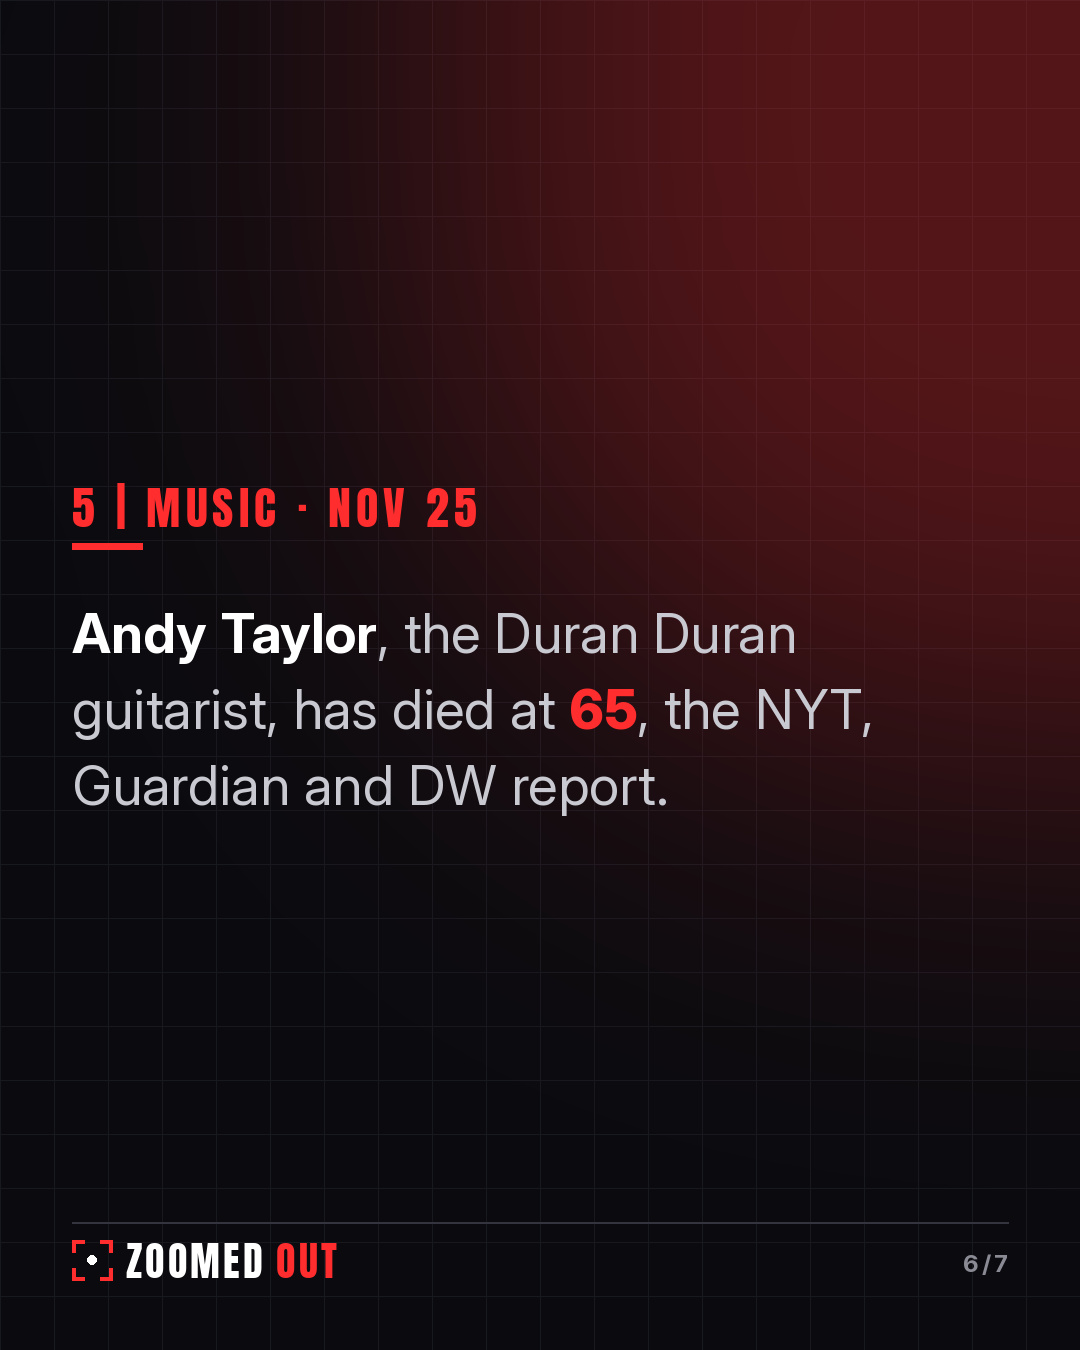 5 | MUSIC · NOV 25
Andy Taylor, the Duran Duran
guitarist, has died at 65, the NYT,
Guardian and DW report.
ZOOMED OUT
6/7